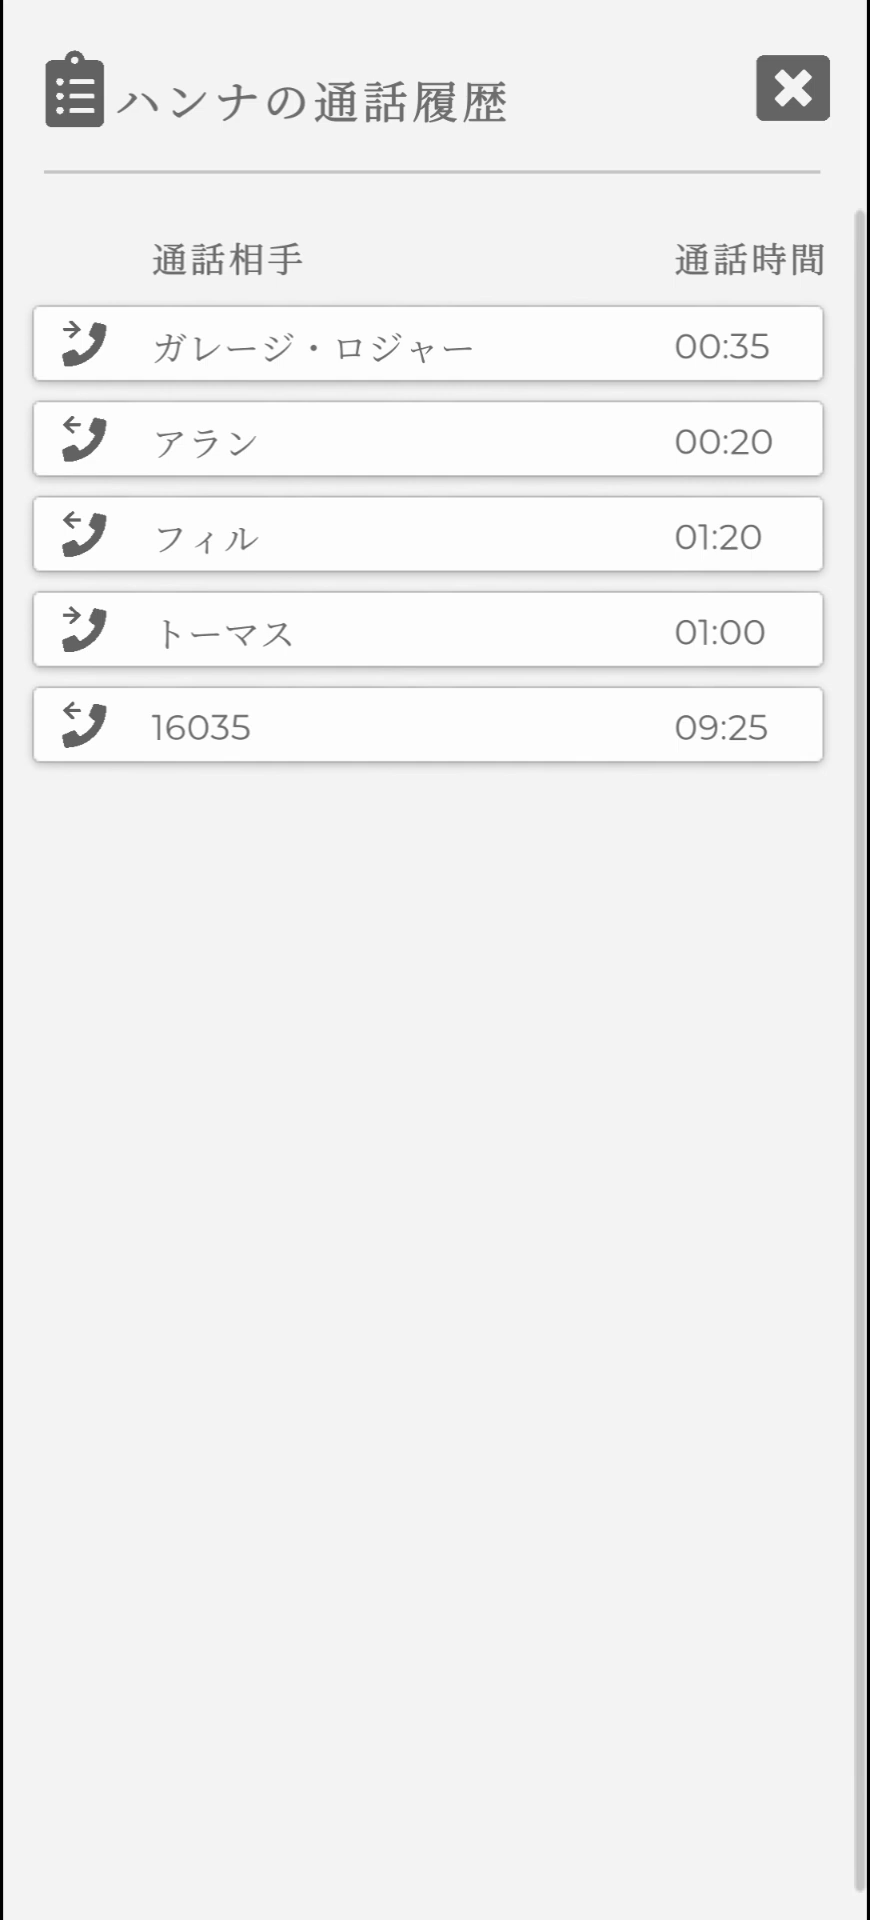 ハンナの通話履歴
通話相手 通話時間
ガレージ・ロジャー 00:35
アラン 00:20
フィル 01:20
トーマス 01:00
16035 09:25